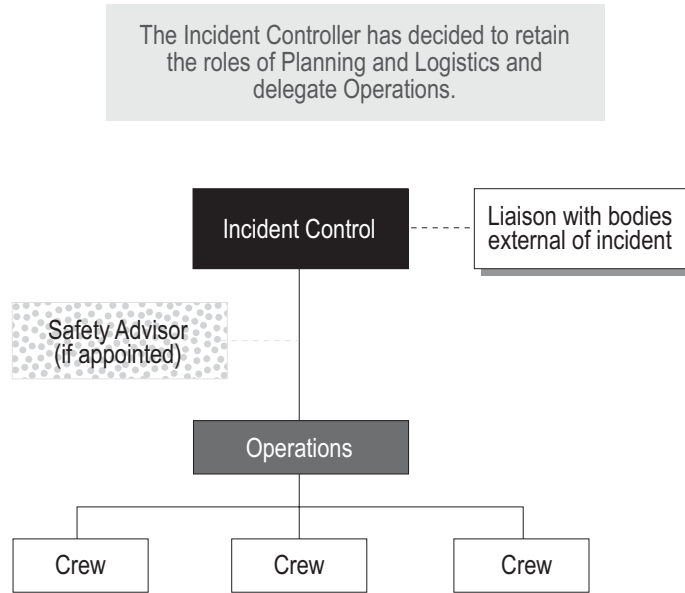 The Incident Controller has decided to retain
the roles of Planning and Logistics and
delegate Operations.
Incident Control
Liaison with bodies
external of incident
Safety Advisor
(if appointed)
Operations
Crew
Crew
Crew